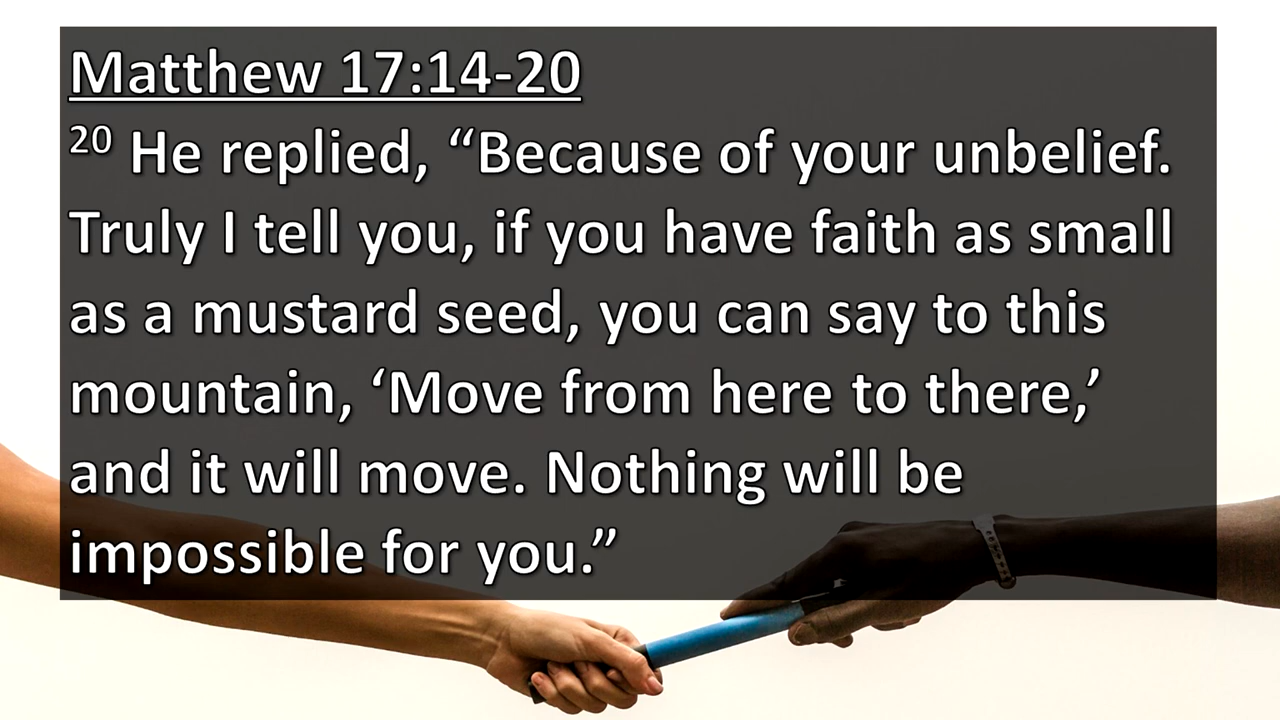 Matthew 17:14-20
20 He replied, “Because of your unbelief.
Truly I tell you, if you have faith as small
as a mustard seed, you can say to this
mountain, ‘Move from here to there,’
and it will move. Nothing will be
impossible for you.”